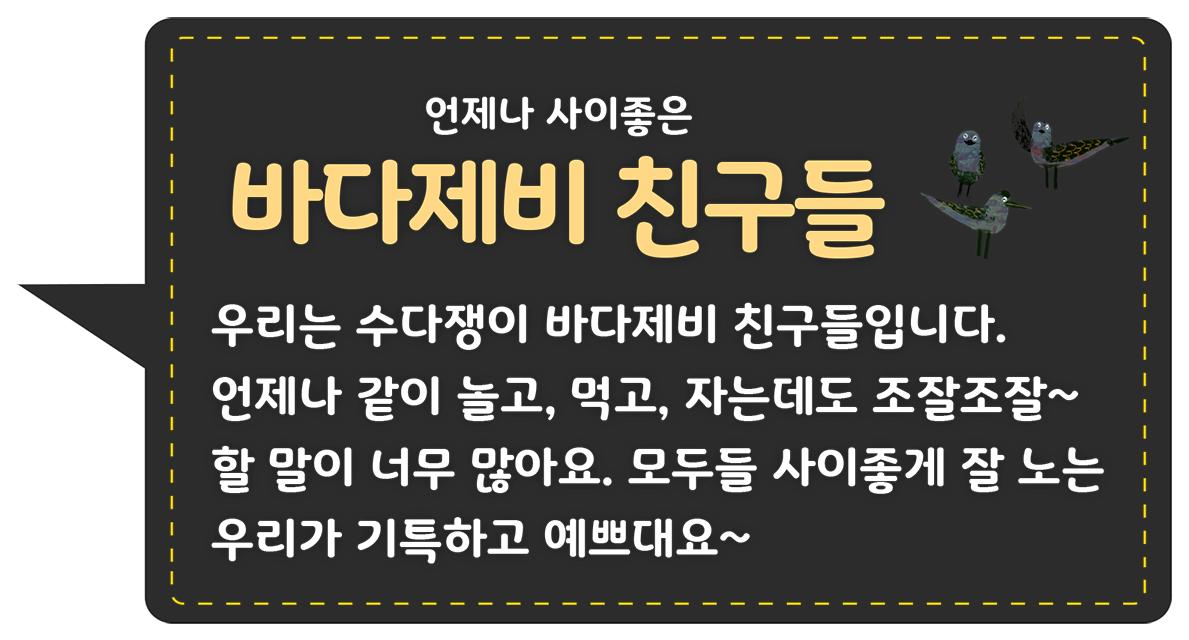 언제나 사이좋은
바다제비 친구들
우리는 수다쟁이 바다제비 친구들입니다.
언제나 같이 놀고, 먹고, 자는데도 조잘조잘~
할 말이 너무 많아요. 모두들 사이좋게 잘 노는
우리가 기특하고 예쁘대요~